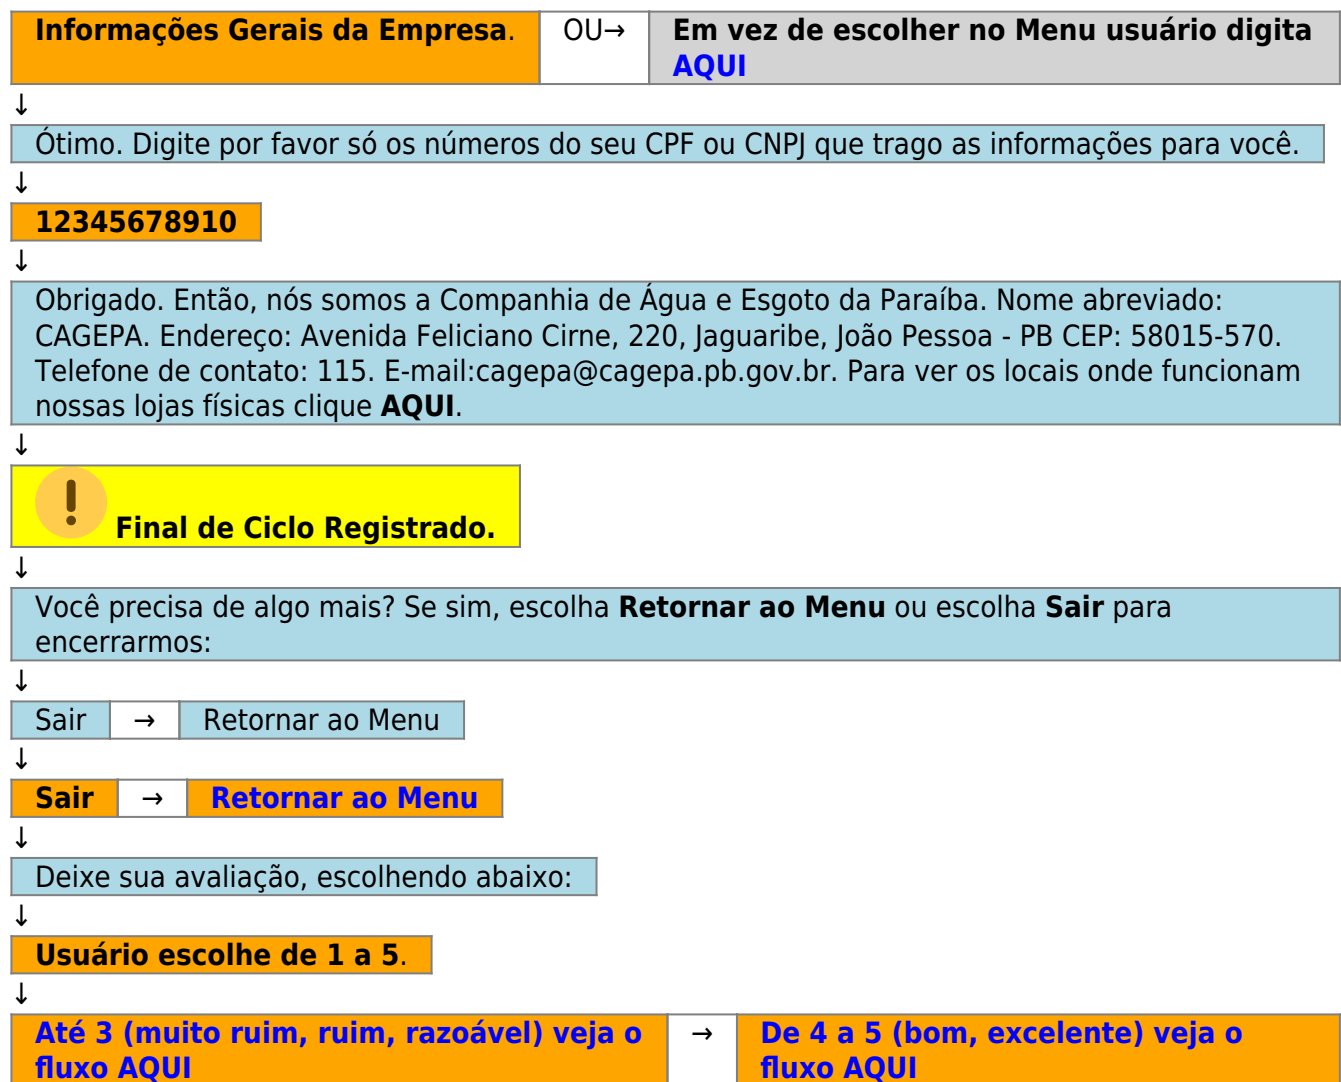 Informações Gerais da Empresa. OU→ Em vez de escolher no Menu usuário digita
AQUI
↓
Ótimo. Digite por favor só os números do seu CPF ou CNPJ que trago as informações para você.
↓
12345678910
↓
Obrigado. Então, nós somos a Companhia de Água e Esgoto da Paraíba. Nome abreviado:
CAGEPA. Endereço: Avenida Feliciano Cirne, 220, Jaguaribe, João Pessoa - PB CEP: 58015-570.
Telefone de contato: 115. E-mail:cagepa@cagepa.pb.gov.br. Para ver os locais onde funcionam
nossas lojas físicas clique AQUI.
↓
Final de Ciclo Registrado.
↓
Você precisa de algo mais? Se sim, escolha Retornar ao Menu ou escolha Sair para
encerrarmos:
↓
Sair → Retornar ao Menu
↓
Sair → Retornar ao Menu
↓
Deixe sua avaliação, escolhendo abaixo:
↓
Usuário escolhe de 1 a 5.
↓
Até 3 (muito ruim, ruim, razoável) veja o
fluxo AQUI
→
De 4 a 5 (bom, excelente) veja o
fluxo AQUI